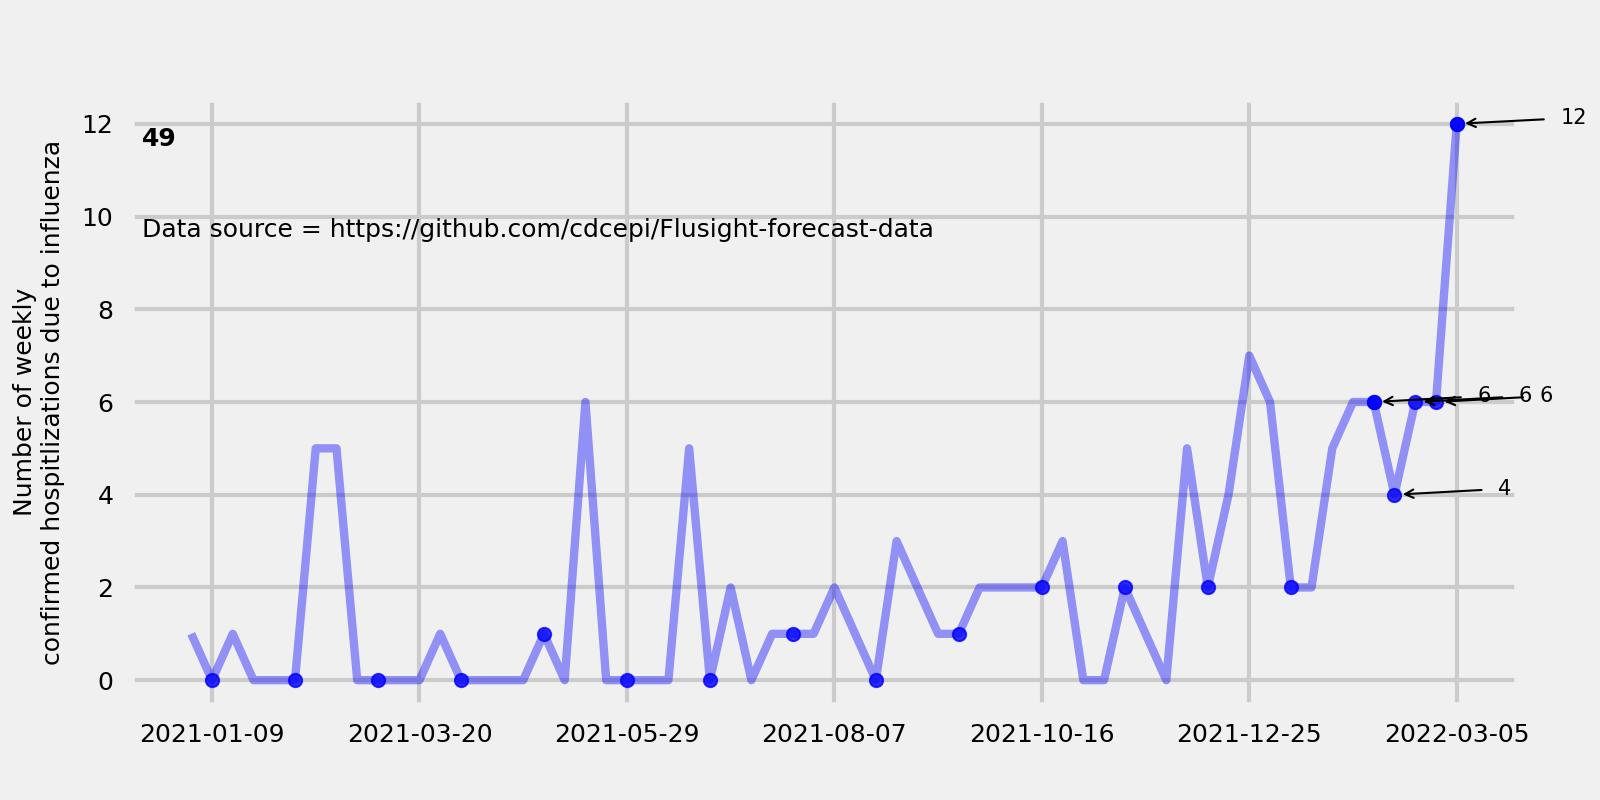 12
12
49
10
Data source = https://github.com/cdcepi/Flusight-forecast-data
8
6
6 6 6
4
4
2
0
Number of weekly
confirmed hospitlizations due to influenza
2021-01-09 2021-03-20 2021-05-29 2021-08-07 2021-10-16 2021-12-25 2022-03-05